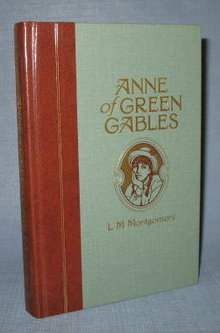 ANNE
of GREEN
GABLES
L M Montgomery